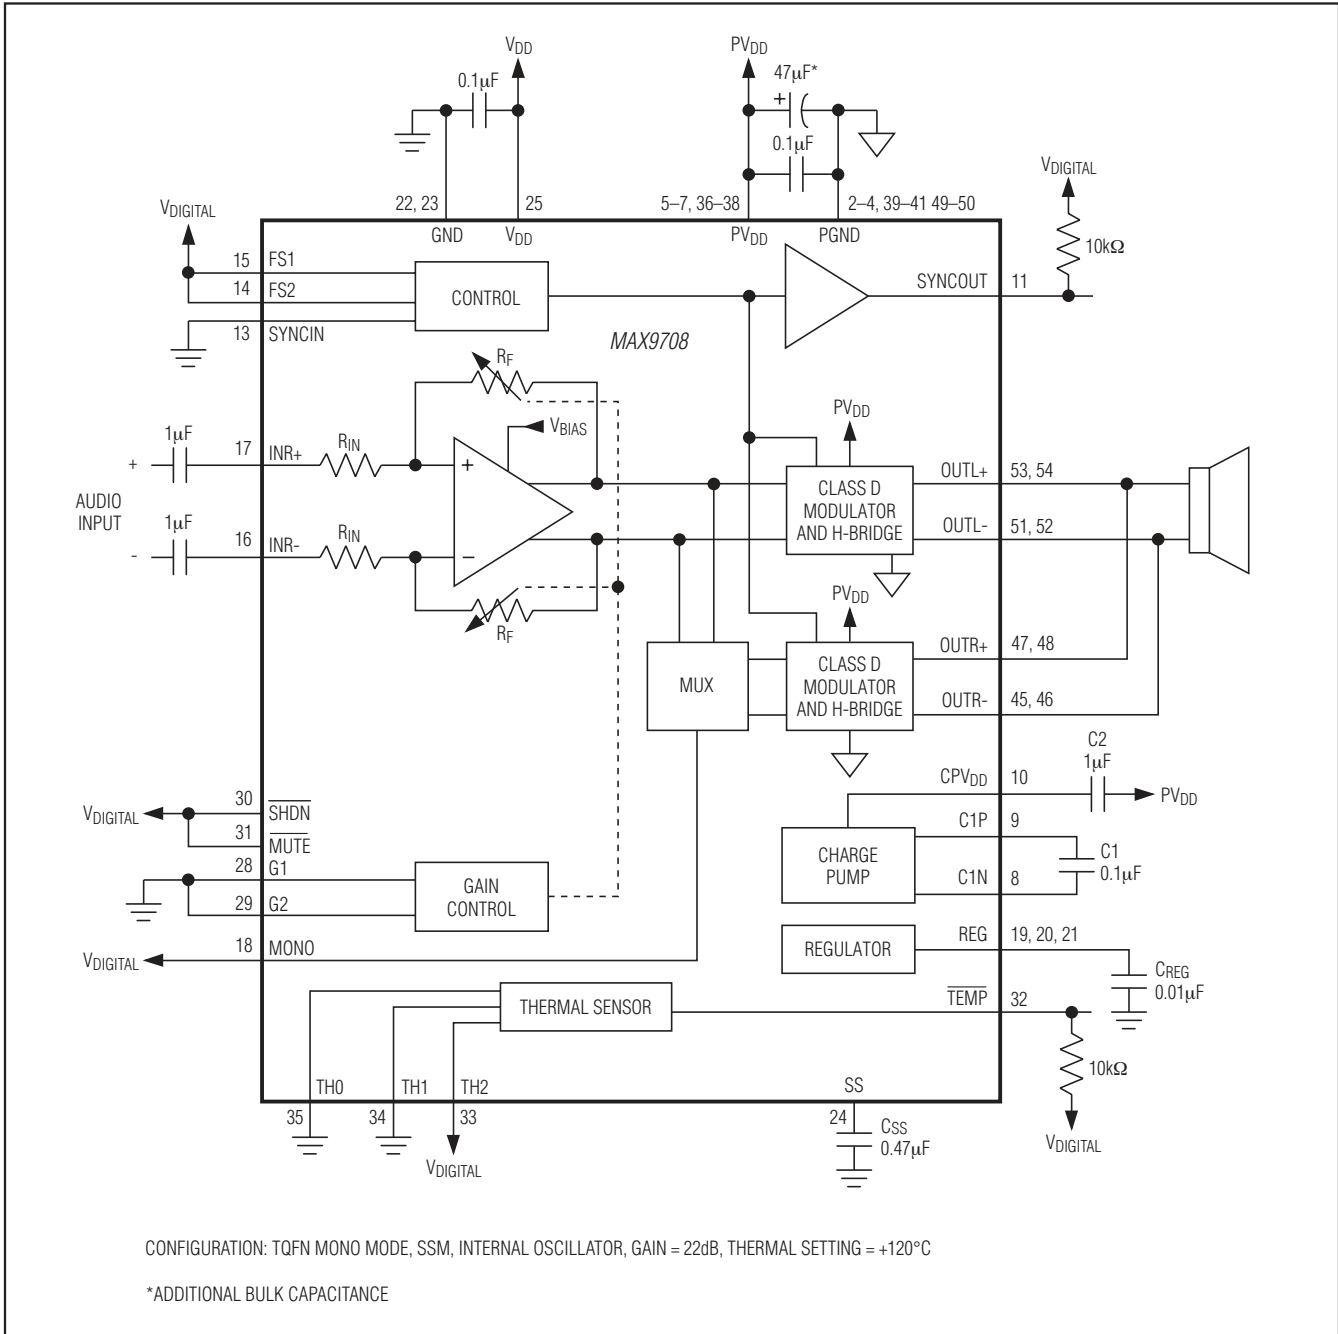 VDD
PVDD
0.1µF
47µF*
+
0.1µF
VDIGITAL
10kΩ
VDIGITAL
22, 23
25
5–7, 36–38
2–4, 39–41 49–50
GND
VDD
PVDD
PGND
15
FS1
14
FS2
13
SYNCIN
CONTROL
SYNCOUT
11
MAX9708
RF
VBIAS
PVDD
1µF
+
17
INR+
RIN
+
AUDIO
INPUT
1µF
-
16
INR-
RIN
−
RF
CLASS D
MODULATOR
AND H-BRIDGE
OUTL+
53, 54
OUTL-
51, 52
PVDD
MUX
CLASS D
MODULATOR
AND H-BRIDGE
OUTR+
47, 48
OUTR-
45, 46
CPVDD
10
C2
1µF
PVDD
VDIGITAL
30
SHDN
31
MUTE
28
G1
29
G2
GAIN
CONTROL
CHARGE
PUMP
C1P
9
C1N
8
C1
0.1µF
VDIGITAL
18
MONO
REGULATOR
REG
19, 20, 21
CREG
0.01µF
THERMAL SENSOR
TEMP
32
10kΩ
VDIGITAL
TH0
TH1
TH2
35
34
33
VDIGITAL
SS
24
CSS
0.47µF
CONFIGURATION: TQFN MONO MODE, SSM, INTERNAL OSCILLATOR, GAIN = 22dB, THERMAL SETTING = +120°C
*ADDITIONAL BULK CAPACITANCE